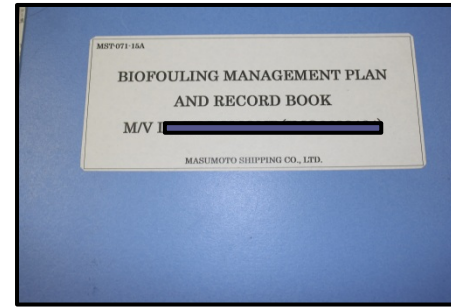 MST-071-15A
BIOFOULING MANAGEMENT PLAN
AND RECORD BOOK
M/V
MASUMOTO SHIPPING CO., LTD.